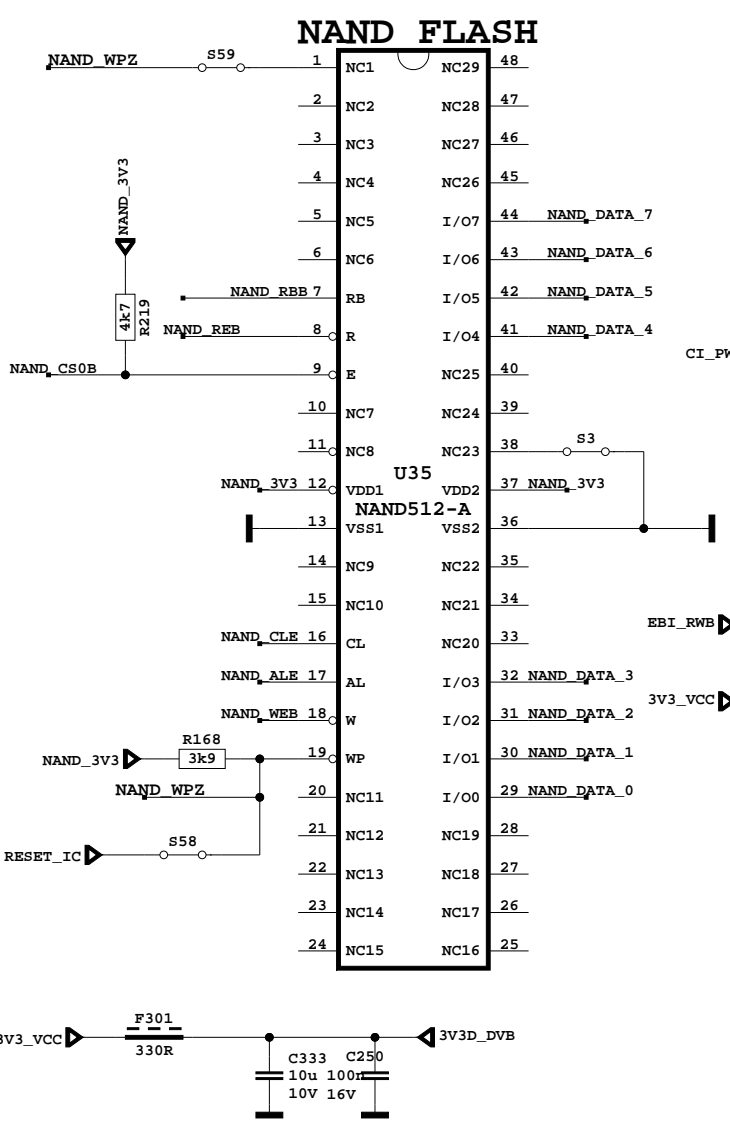 NAND FLASH
NAND_WPZ S59 1 NC1 NC29 48
2 NC2 NC28 47
3 NC3 NC27 46
4 NC4 NC26 45
NAND_3V3
5 NC5 I/O7 44 NAND_DATA_7
6 NC6 I/O6 43 NAND_DATA_6
NAND_RBB 7 RB I/O5 42 NAND_DATA_5
4k7 R219
NAND_REB 8 R I/O4 41 NAND_DATA_4
NAND_CS0B 9 E NC25 40
10 NC7 NC24 39
11 NC8 NC23 38 S3
U35
NAND_3V3 12 VDD1 VDD2 37 NAND_3V3
NAND512-A
13 VSS1 VSS2 36
14 NC9 NC22 35
15 NC10 NC21 34
EBI_RWB
NAND_CLE 16 CL NC20 33
NAND_ALE 17 AL I/O3 32 NAND_DATA_3
3V3_VCC
NAND_WEB 18 W I/O2 31 NAND_DATA_2
R168
NAND_3V3 3k9 19 WP I/O1 30 NAND_DATA_1
NAND_WPZ 20 NC11 I/O0 29 NAND_DATA_0
21 NC12 NC19 28
RESET_IC S58
22 NC13 NC18 27
23 NC14 NC17 26
24 NC15 NC16 25
F301
3V3_VCC 3V3D_DVB
330R
C333 C250
10u 100n
10V 16V